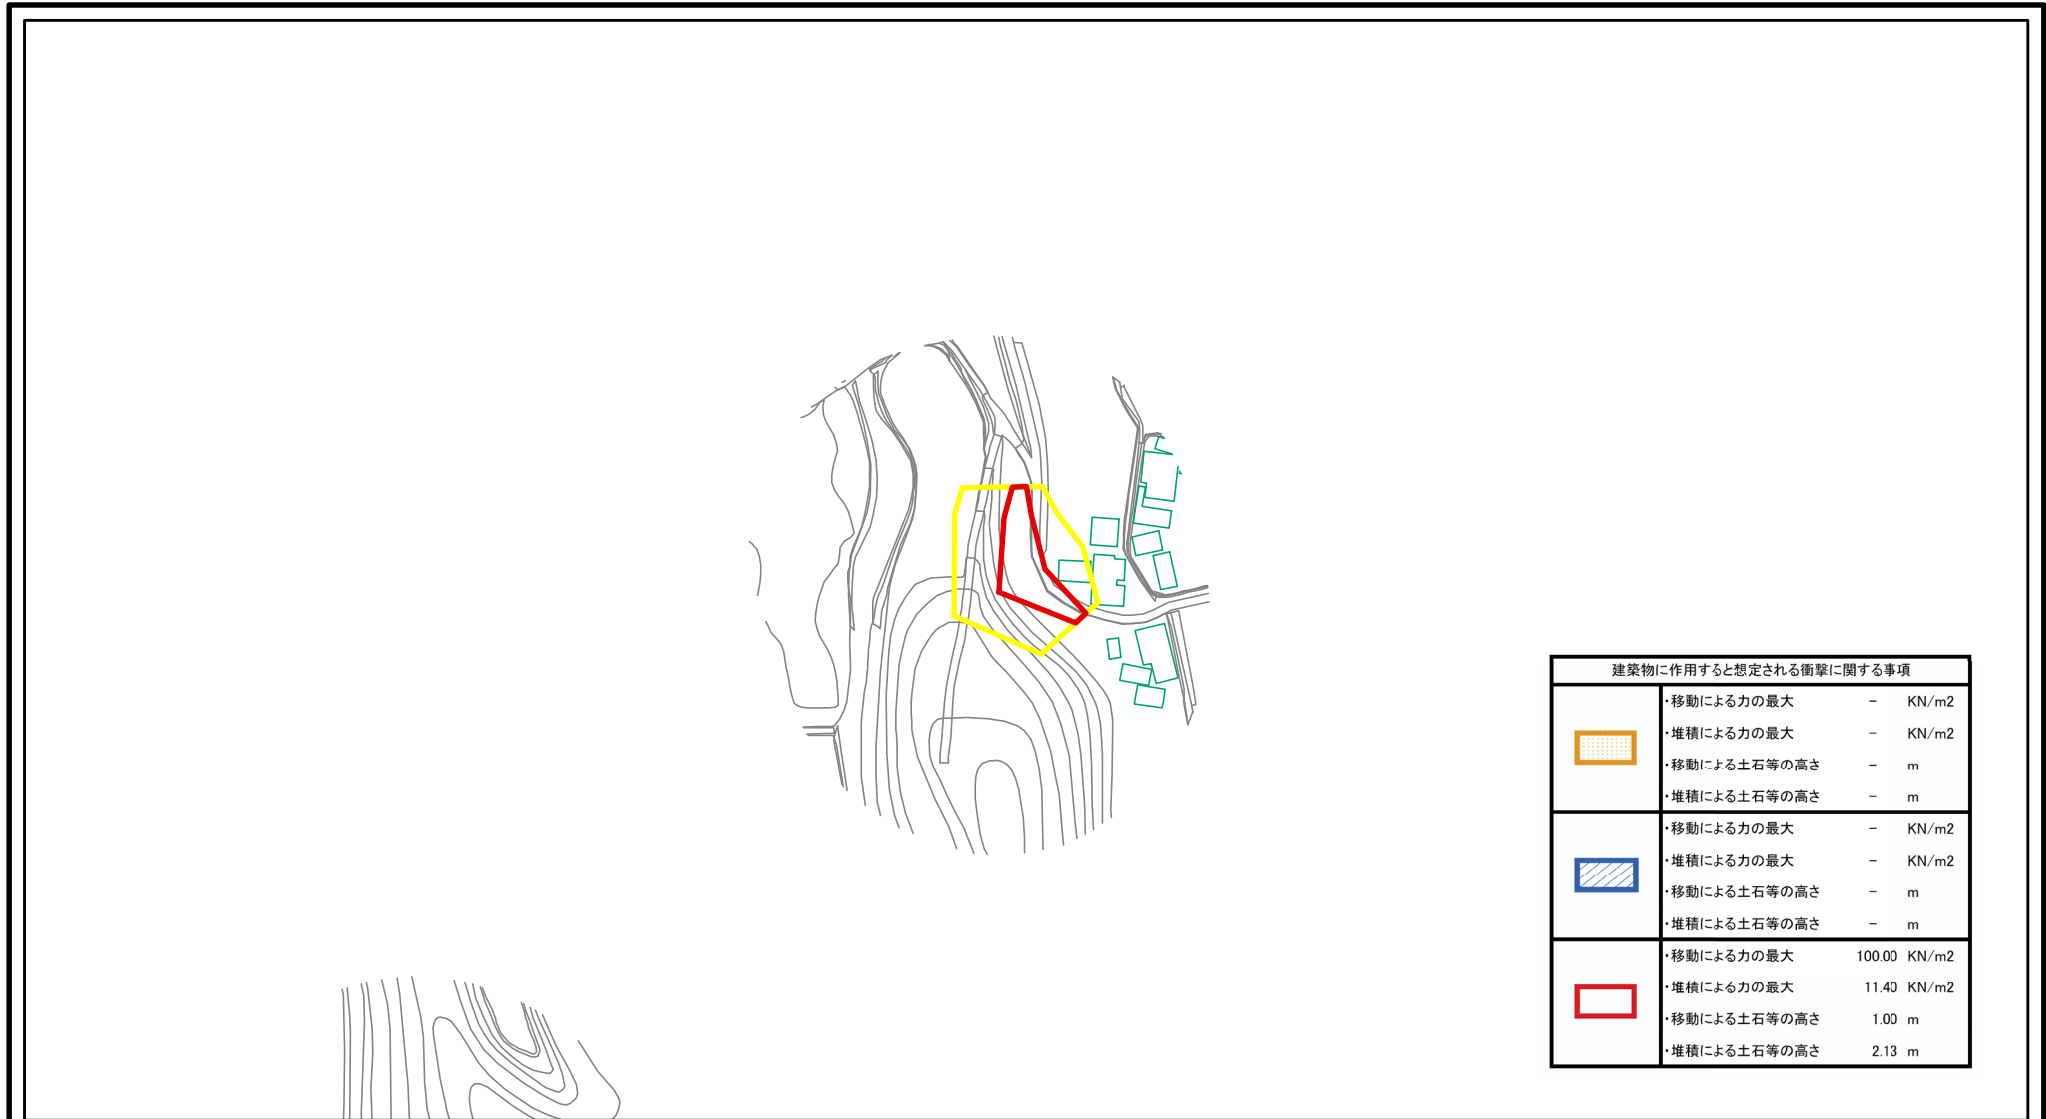 建築物に作用すると想定される衝撃に関する事項
・移動による力の最大 － KN/m2
・堆積による力の最大 － KN/m2
・移動による土石等の高さ － m
・堆積による土石等の高さ － m
・移動による力の最大 － KN/m2
・堆積による力の最大 － KN/m2
・移動による土石等の高さ － m
・堆積による土石等の高さ － m
・移動による力の最大 100.00 KN/m2
・堆積による力の最大 11.40 KN/m2
・移動による土石等の高さ 1.00 m
・堆積による土石等の高さ 2.13 m